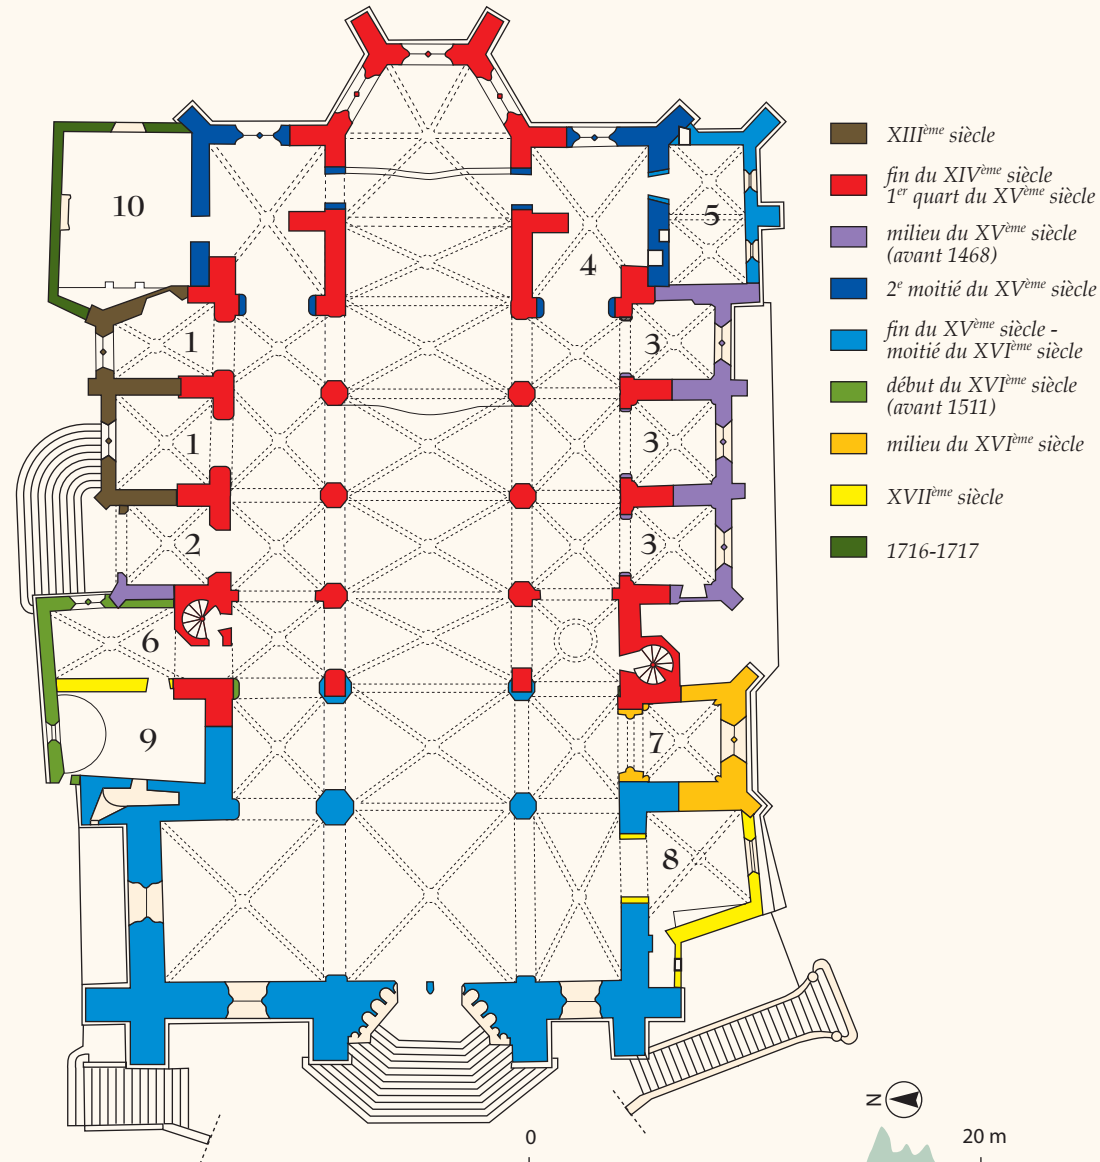 10
5
4
1
3
1
3
2
3
6
9
7
8
XIIIème siècle
fin du XIVème siècle
1er quart du XVème siècle
milieu du XVème siècle
(avant 1468)
2e moitié du XVème siècle
fin du XVème siècle -
moitié du XVIème siècle
début du XVIème siècle
(avant 1511)
milieu du XVIème siècle
XVIIème siècle
1716-1717
N
0
20 m